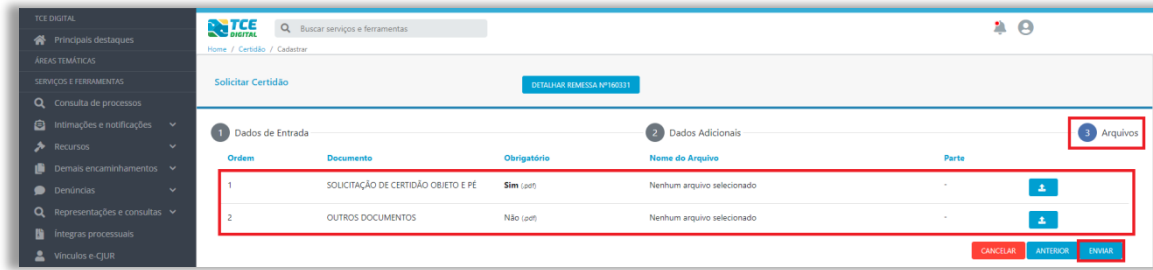 TCE DIGITAL
Principais destaques
ÁREAS TEMÁTICAS
SERVIÇOS E FERRAMENTAS
Consulta de processos
Intimações e notificações
Recursos
Demais encaminhamentos
Denúncias
Representações e consultas
Íntegras processuais
Vínculos e-CJUR
TCE
DIGITAL
Buscar serviços e ferramentas
Home / Certidão / Cadastrar
Solicitar Certidão
DETALHAR REMESSA Nº160331
1 Dados de Entrada
2 Dados Adicionais
3 Arquivos
Ordem Documento Obrigatório Nome do Arquivo Parte
1 SOLICITAÇÃO DE CERTIDÃO OBJETO E PÉ Sim (.pdf) Nenhum arquivo selecionado -
2 OUTROS DOCUMENTOS Não (.pdf) Nenhum arquivo selecionado -
CANCELAR ANTERIOR ENVIAR